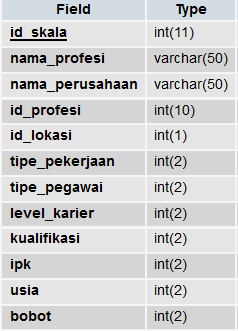 Field Type
id_skala int(11)
nama_profesi varchar(50)
nama_perusahaan varchar(50)
id_profesi int(10)
id_lokasi int(1)
tipe_pekerjaan int(2)
tipe_pegawai int(2)
level_karier int(2)
kualifikasi int(2)
ipk int(2)
usia int(2)
bobot int(2)